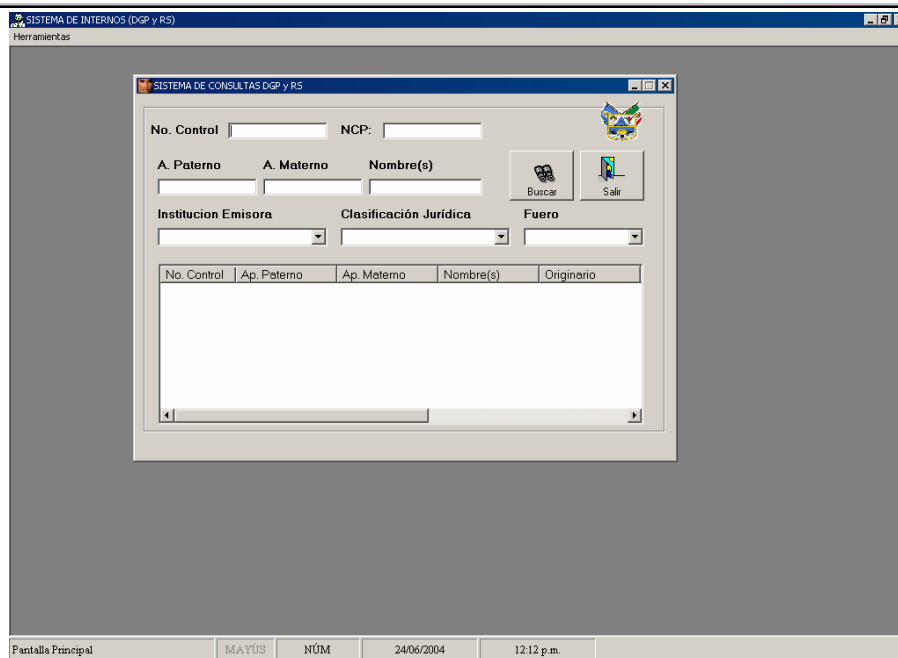 SISTEMA DE INTERNOS (DGP y RS)
Herramientas
SISTEMA DE CONSULTAS DGP y RS
No. Control NCP:
A. Paterno A. Materno Nombre(s)
Buscar Salir
Institucion Emisora Clasificación Jurídica Fuero
No. Control Ap. Paterno Ap. Materno Nombre(s) Originario
Pantalla Principal MAYÚS NÚM 24/06/2004 12:12 p.m.